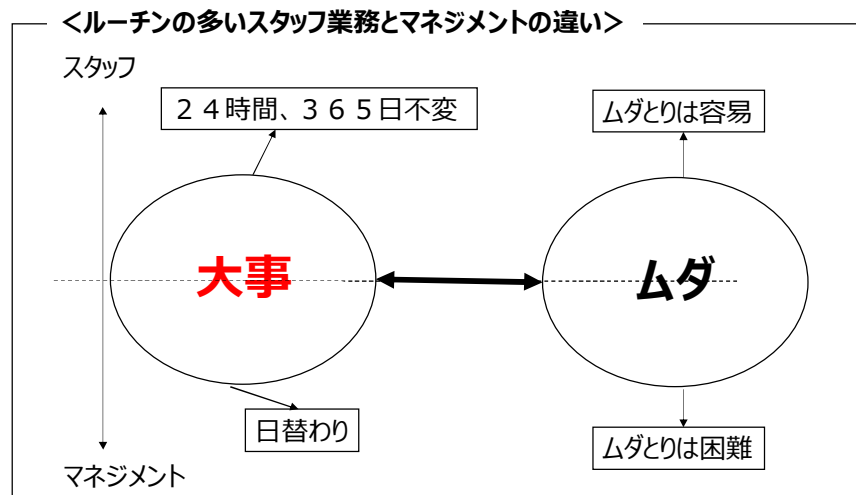 ＜ルーチンの多いスタッフ業務とマネジメントの違い＞
スタッフ
２４時間、３６５日不変
ムダとりは容易
大事
ムダ
日替わり
ムダとりは困難
マネジメント